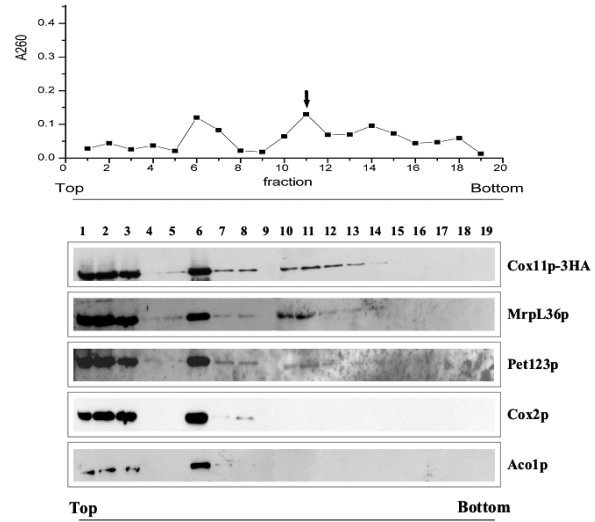 A260
0.4
0.3
0.2
0.1
0.0
0 2 4 6 8 10 12 14 16 18 20
Top fraction Bottom
1 2 3 4 5 6 7 8 9 10 11 12 13 14 15 16 17 18 19
Cox11p-3HA
MrpL36p
Pet123p
Cox2p
Aco1p
Top Bottom